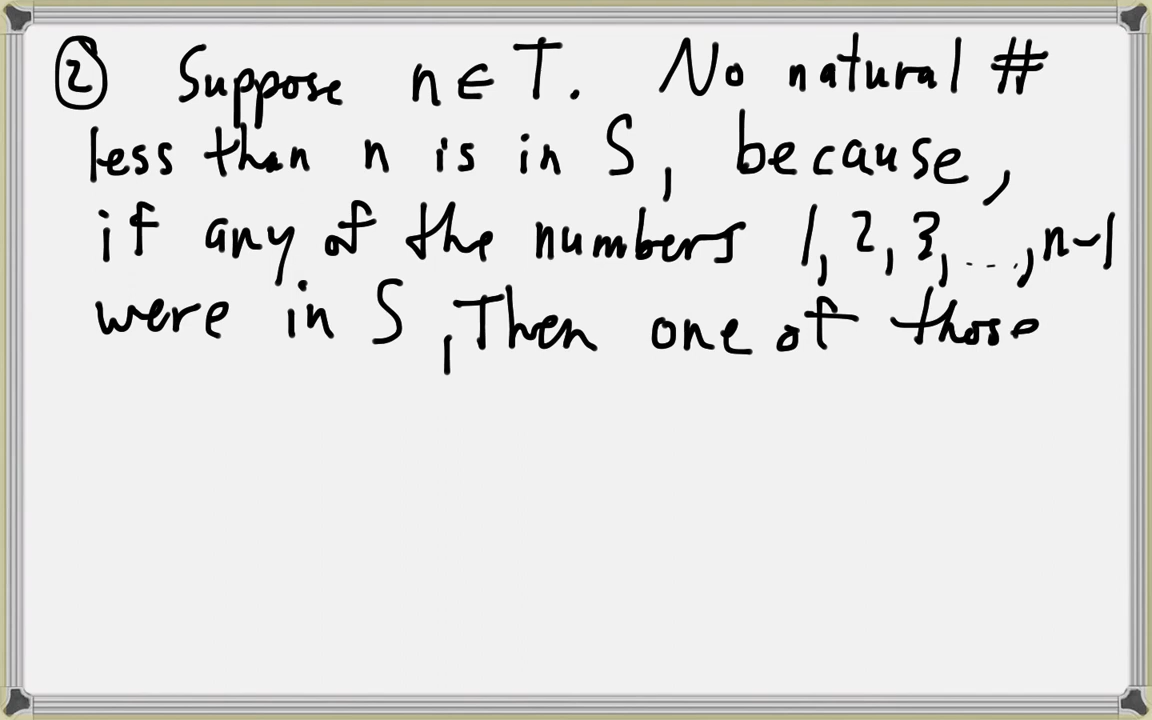 ② Suppose n ∈ T. No natural #
less than n is in S, because,
if any of the numbers 1, 2, 3, ..., n-1
were in S, Then one of those